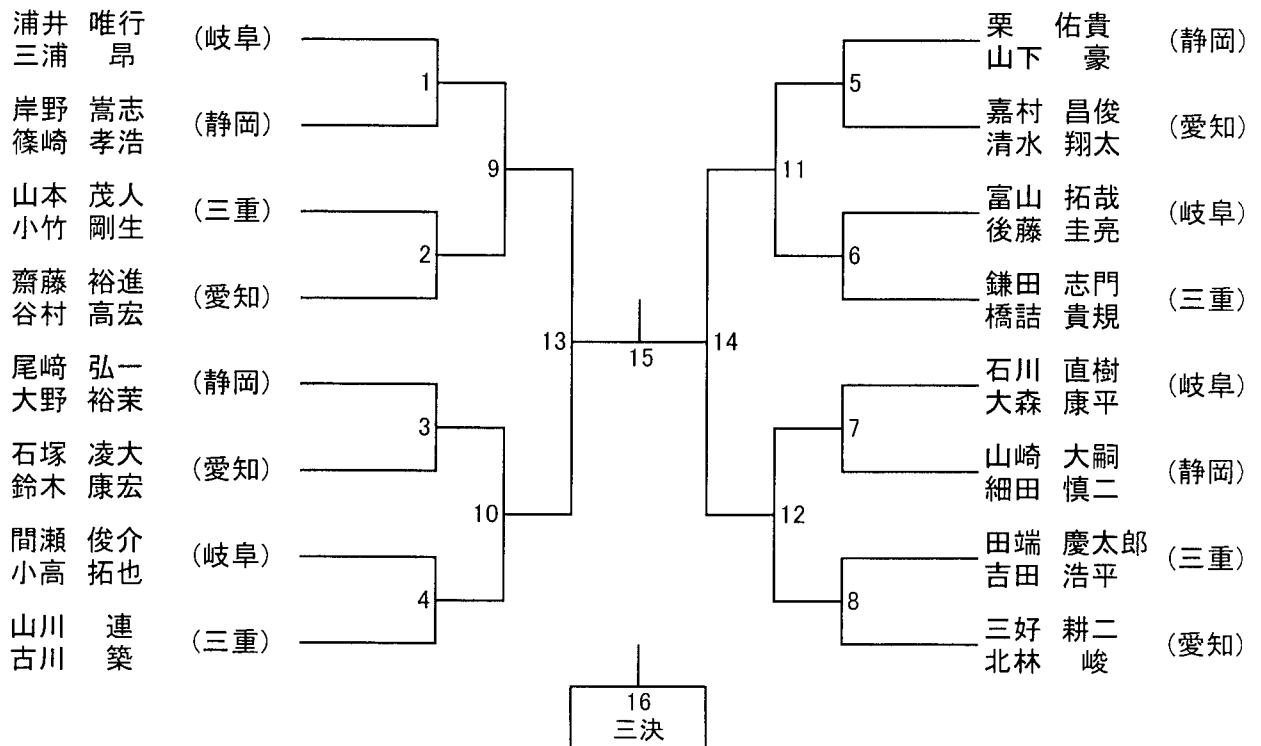 浦井 唯行
三浦 昂
(岐阜)
1
岸野 嵩志
篠崎 孝浩
(静岡)
9
山本 茂人
小竹 剛生
(三重)
2
齋藤 裕進
谷村 高宏
(愛知)
13
尾﨑 弘一
大野 裕茉
(静岡)
3
石塚 凌大
鈴木 康宏
(愛知)
10
間瀬 俊介
小高 拓也
(岐阜)
4
山川 連
古川 築
(三重)
15
栗 佑貴
山下 豪
(静岡)
5
嘉村 昌俊
清水 翔太
(愛知)
11
富山 拓哉
後藤 圭亮
(岐阜)
6
鎌田 志門
橋詰 貴規
(三重)
14
石川 直樹
大森 康平
(岐阜)
7
山崎 大嗣
細田 慎二
(静岡)
12
田端 慶太郎
吉田 浩平
(三重)
8
三好 耕二
北林 峻
(愛知)
16
三決